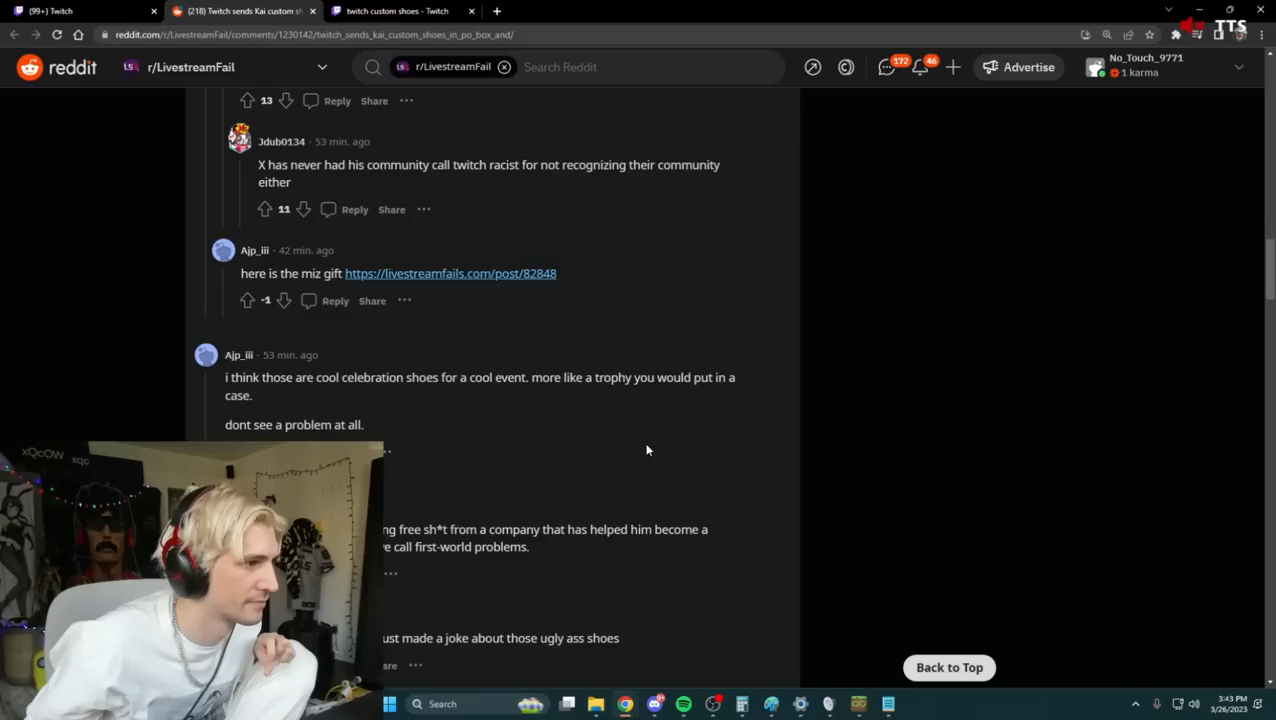 (99+) Twitch
(218) Twitch sends Kai custom sh
twitch custom shoes - Twitch
TTS
reddit.com/r/LivestreamFail/comments/1230142/twitch_sends_kai_custom_shoes_in_po_box_and/
reddit
r/LivestreamFail
r/LivestreamFail
Search Reddit
172
46
Advertise
No_Touch_9771
1 karma
13 Reply Share ...
Jdub0134 · 53 min. ago
X has never had his community call twitch racist for not recognizing their community
either
11 Reply Share ...
Ajp_iii · 42 min. ago
here is the miz gift https://livestreamfails.com/post/82848
-1 Reply Share ...
Ajp_iii · 53 min. ago
i think those are cool celebration shoes for a cool event. more like a trophy you would put in a
case.
dont see a problem at all.
xQcOW xqc
ng free sh*t from a company that has helped him become a
e call first-world problems.
ust made a joke about those ugly ass shoes
are ...
Back to Top
Search
3:43 PM
3/26/2023